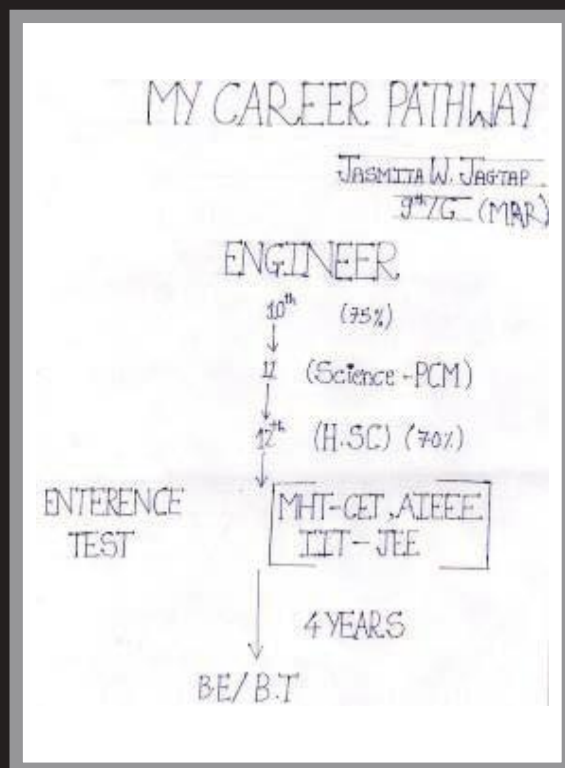 MY CAREER PATHWAY
JASMITA W. JAGTAP
9th/G (MAR)
ENGINEER
10th (75%)
11 (Science - PCM)
12th (H.SC) (70%)
ENTERENCE
TEST
MHT-CET, AIEEE
IIT - JEE
4 YEARS
B.E/ B.T